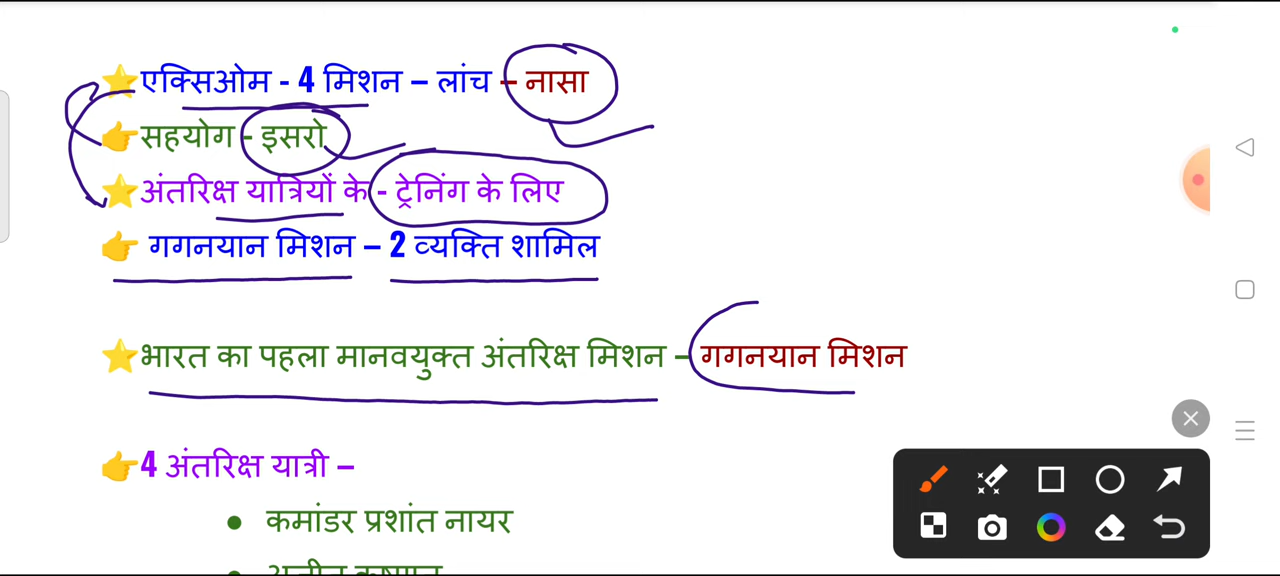 ⭐एक्सिओम - 4 मिशन – लांच – नासा
👉सहयोग - इसरो
⭐अंतरिक्ष यात्रियों के - ट्रेनिंग के लिए
👉 गगनयान मिशन – 2 व्यक्ति शामिल
⭐भारत का पहला मानवयुक्त अंतरिक्ष मिशन – गगनयान मिशन
👉4 अंतरिक्ष यात्री –
● कमांडर प्रशांत नायर